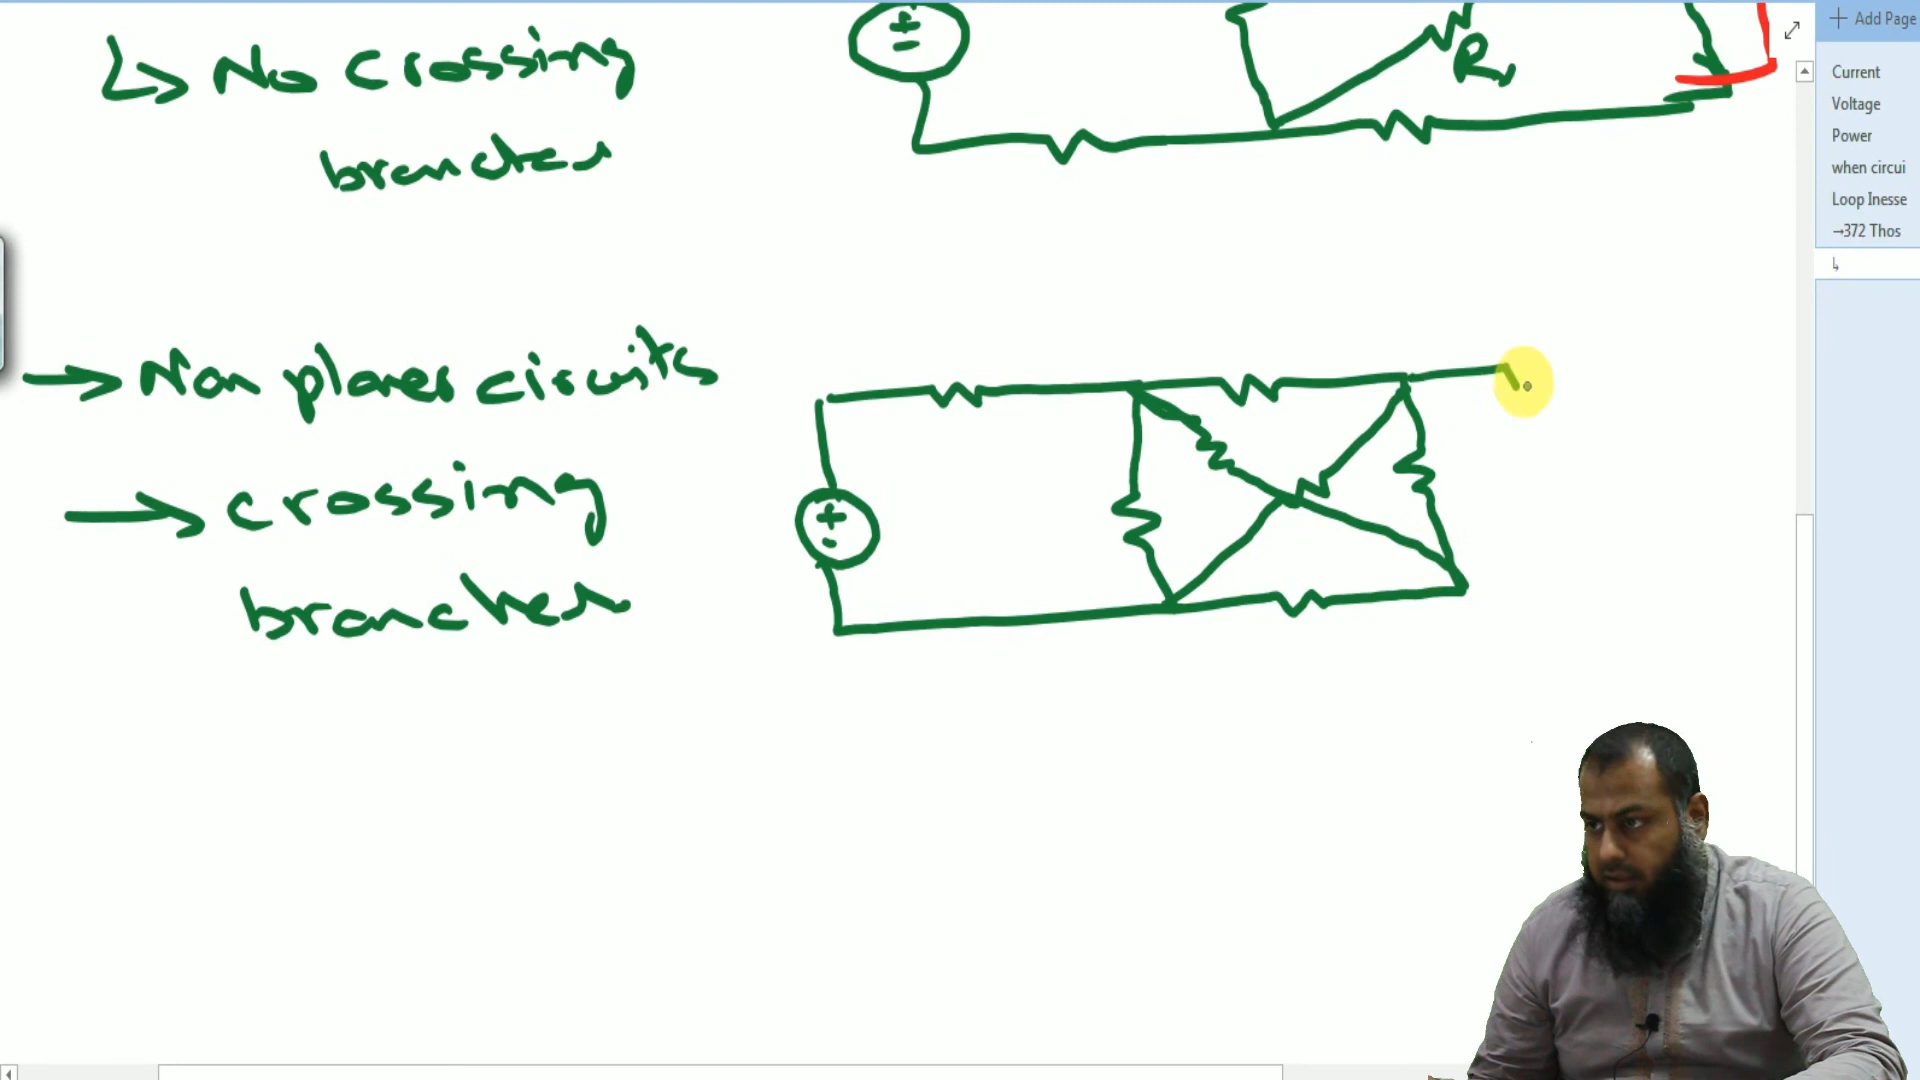 ↳ No crossing
branches
R₁
+
-
→ Non planer circuits
→ crossing
branches
+
-
Add Page
Current
Voltage
Power
when circui
Loop Inesse
→372 Thos
↳